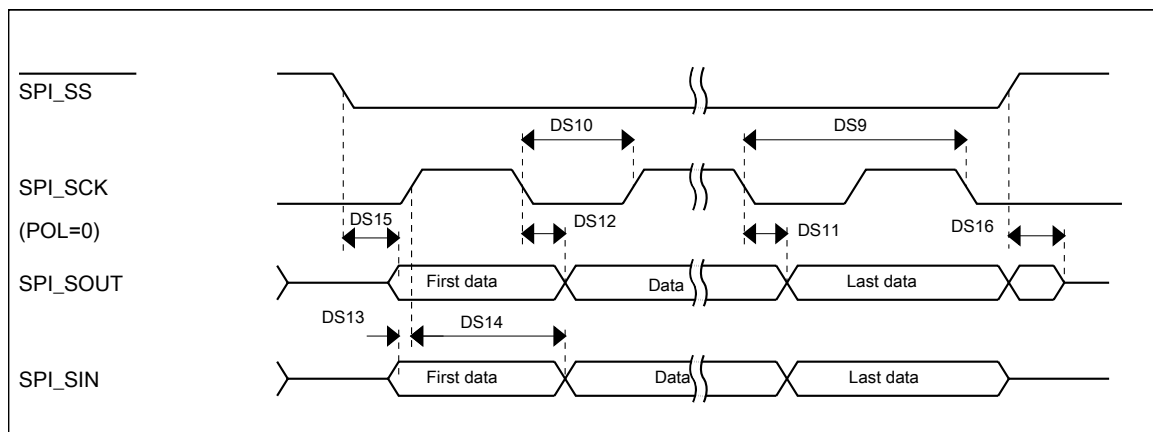 SPI_SS
DS10
DS9
SPI_SCK
(POL=0)
DS15
DS12
DS11
DS16
SPI_SOUT
First data
Data
Last data
DS13
DS14
SPI_SIN
First data
Data
Last data